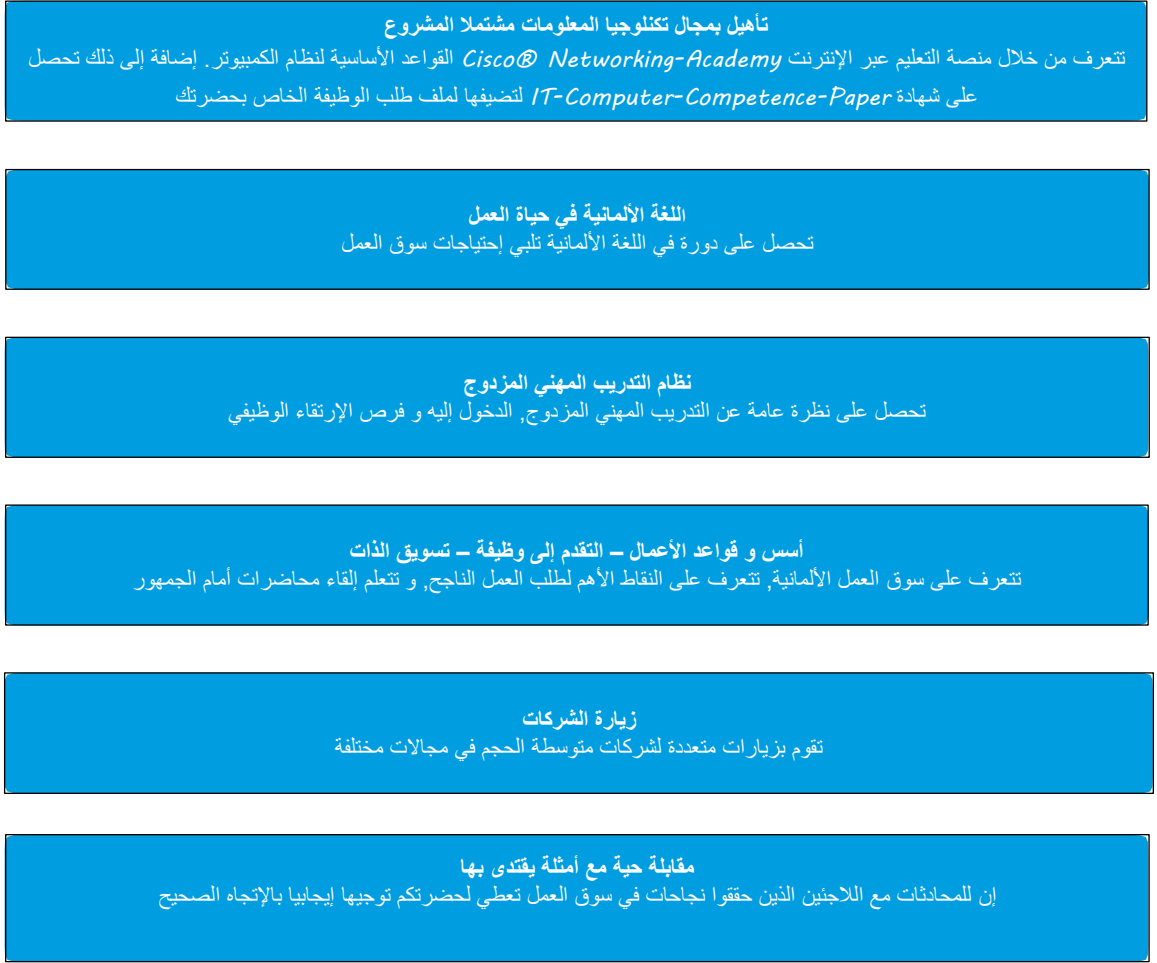 تأهيل بمجال تكنلوجيا المعلومات مشتملا المشروع
تتعرف من خلال منصة التعليم عبر الإنترنت Cisco® Networking-Academy القواعد الأساسية لنظام الكمبيوتر. إضافة إلى ذلك تحصل
على شهادة IT-Computer-Competence-Paper لتضيفها لملف طلب الوظيفة الخاص بحضرتك
اللغة الألمانية في حياة العمل
تحصل على دورة في اللغة الألمانية تلبي إحتياجات سوق العمل
نظام التدريب المهني المزدوج
تحصل على نظرة عامة عن التدريب المهني المزدوج, الدخول إليه و فرص الإرتقاء الوظيفي
أسس و قواعد الأعمال – التقدم إلى وظيفة – تسويق الذات
تتعرف على سوق العمل الألمانية, تتعرف على النقاط الأهم لطلب العمل الناجح, و تتعلم إلقاء محاضرات أمام الجمهور
زيارة الشركات
تقوم بزيارات متعددة لشركات متوسطة الحجم في مجالات مختلفة
مقابلة حية مع أمثلة يقتدى بها
إن للمحادثات مع اللاجئين الذين حققوا نجاحات في سوق العمل تعطي لحضرتكم توجيها إيجابيا بالإتجاه الصحيح